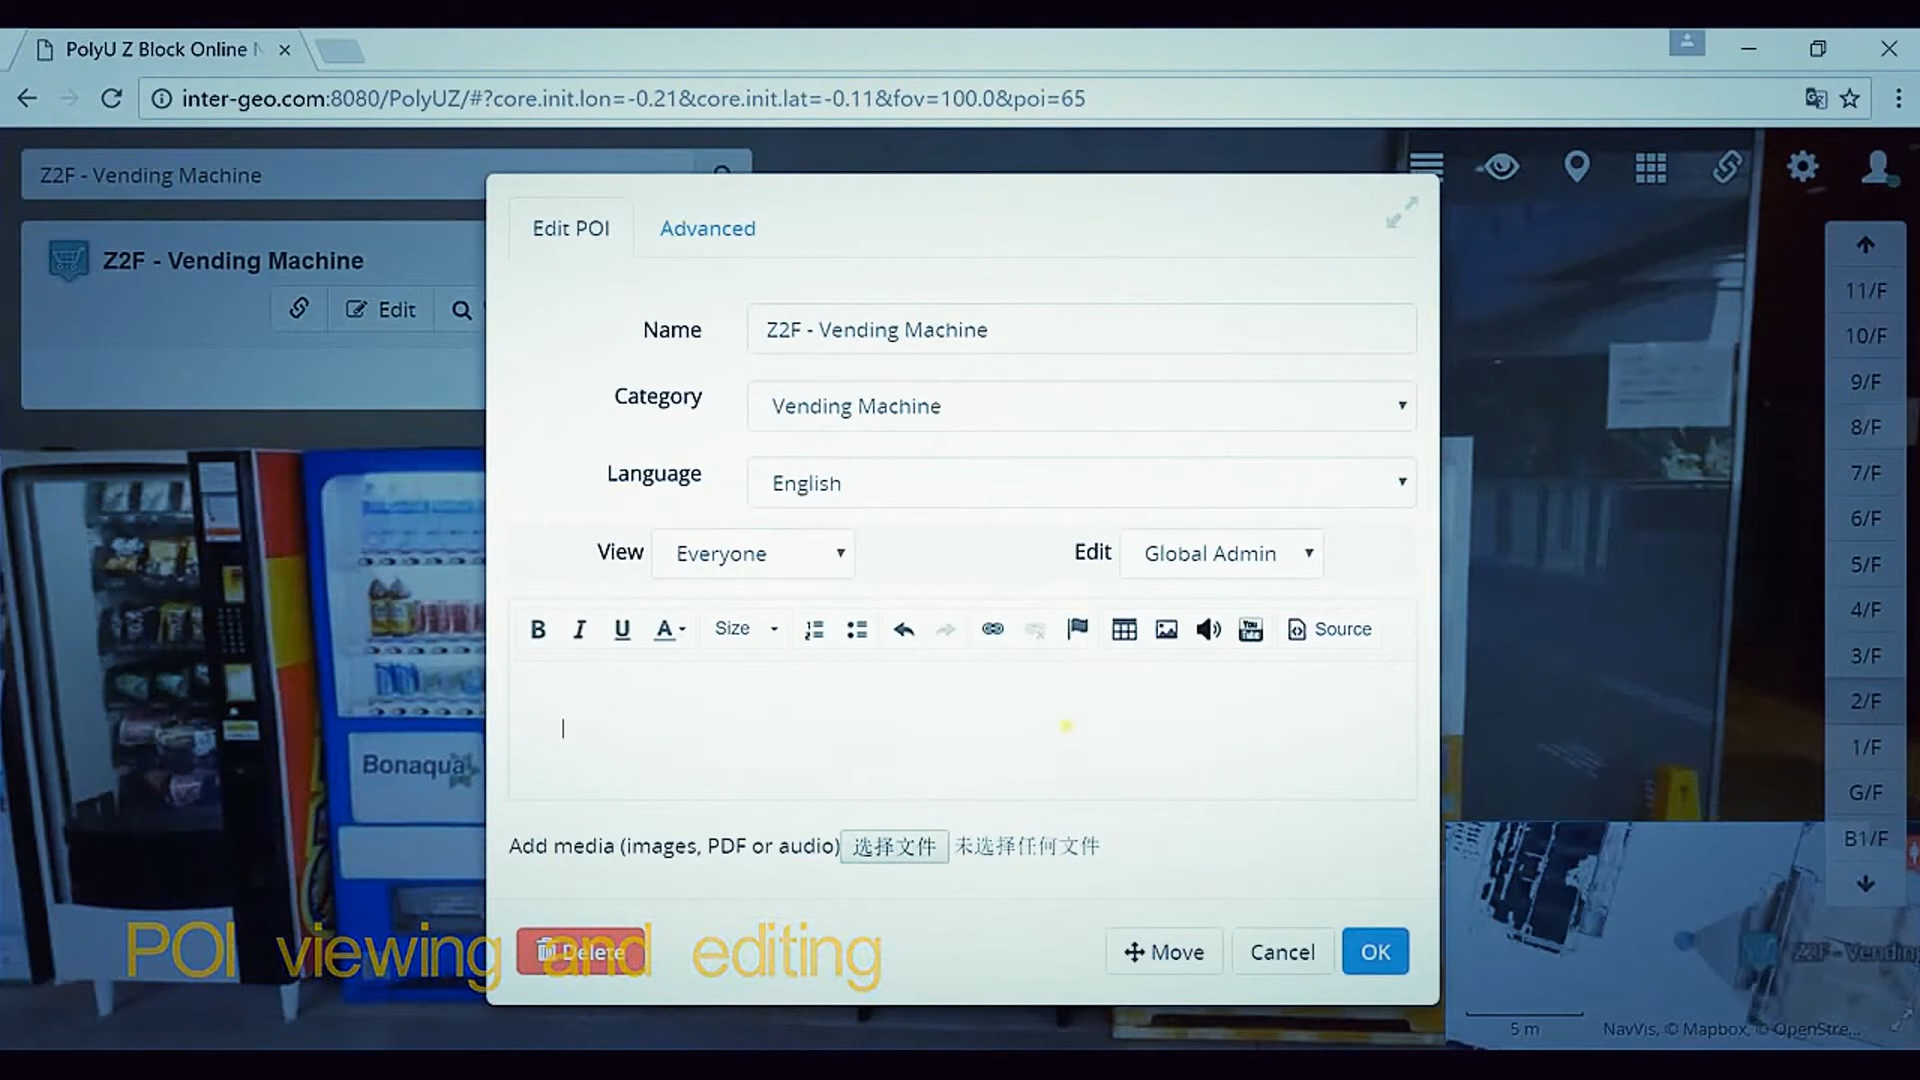 PolyU Z Block Online
inter-geo.com:8080/PolyUZ/#?core.init.lon=-0.21&core.init.lat=-0.11&fov=100.0&poi=65
Z2F - Vending Machine
Z2F - Vending Machine
Edit
Edit POI
Advanced
Name
Z2F - Vending Machine
Category
Vending Machine
Language
English
View
Everyone
Edit
Global Admin
B I U A Size
You
Source
Add media (images, PDF or audio) 选择文件 未选择任何文件
Delete
Move
Cancel
OK
POI viewing and editing
Bonaqua
11/F
10/F
9/F
8/F
7/F
6/F
5/F
4/F
3/F
2/F
1/F
G/F
B1/F
Z2F - Vending
5 m
NavVis, © Mapbox, © OpenStre...